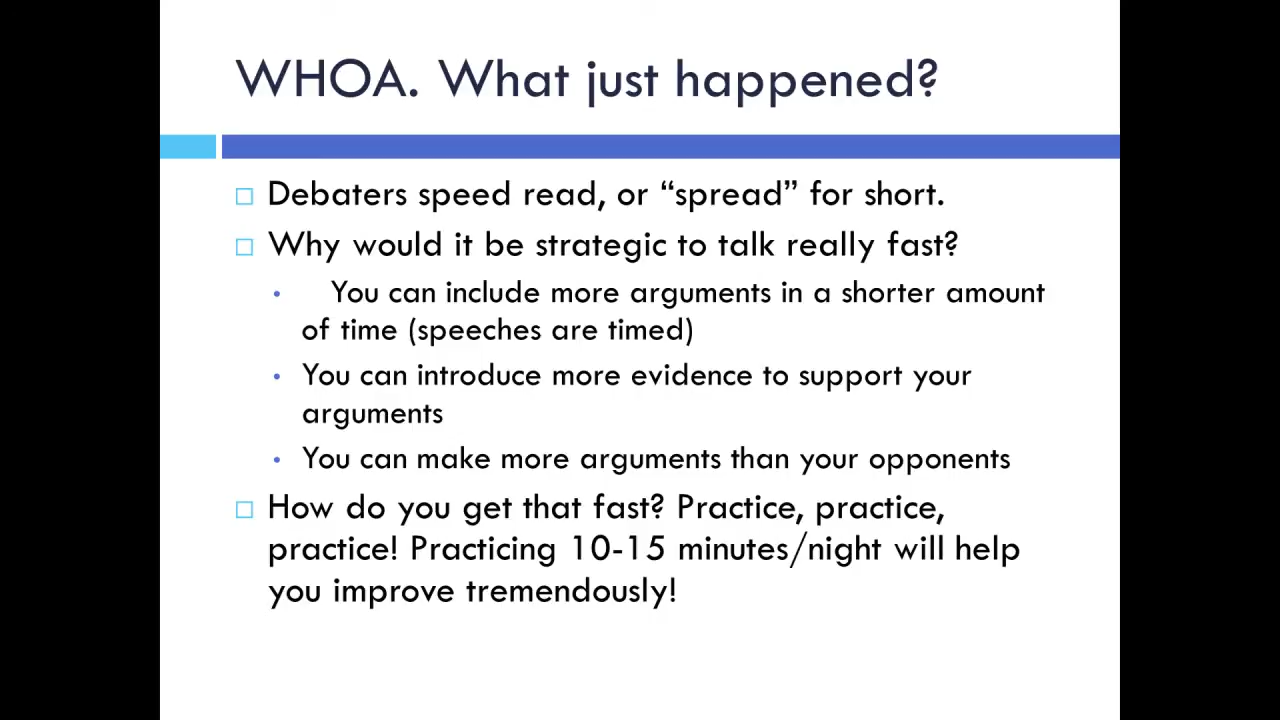 WHOA. What just happened?
Debaters speed read, or “spread” for short.
Why would it be strategic to talk really fast?
You can include more arguments in a shorter amount
of time (speeches are timed)
You can introduce more evidence to support your
arguments
You can make more arguments than your opponents
How do you get that fast? Practice, practice,
practice! Practicing 10-15 minutes/night will help
you improve tremendously!